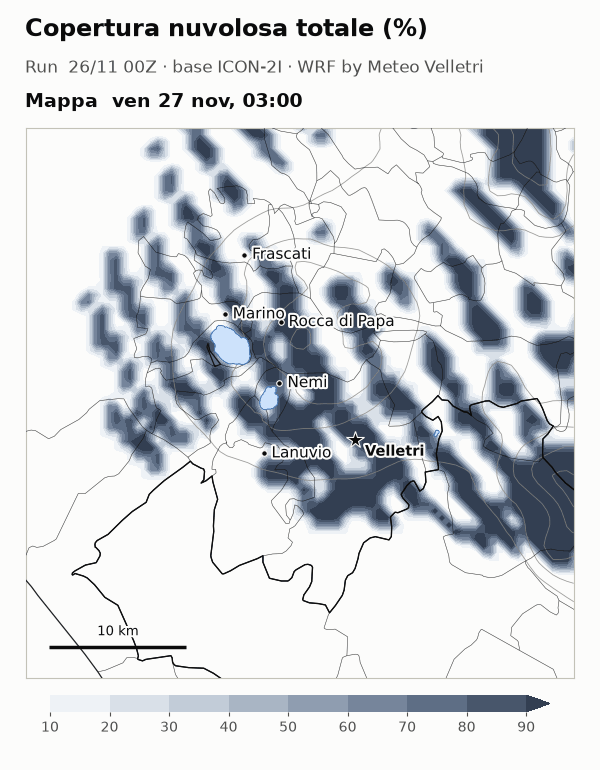 Copertura nuvolosa totale (%)
Run  26/11 00Z · base ICON-2I · WRF by Meteo Velletri
Mappa  ven 27 nov, 03:00
Frascati
Marino
Rocca di Papa
Nemi
Velletri
Lanuvio
10 km
10 20 30 40 50 60 70 80 90